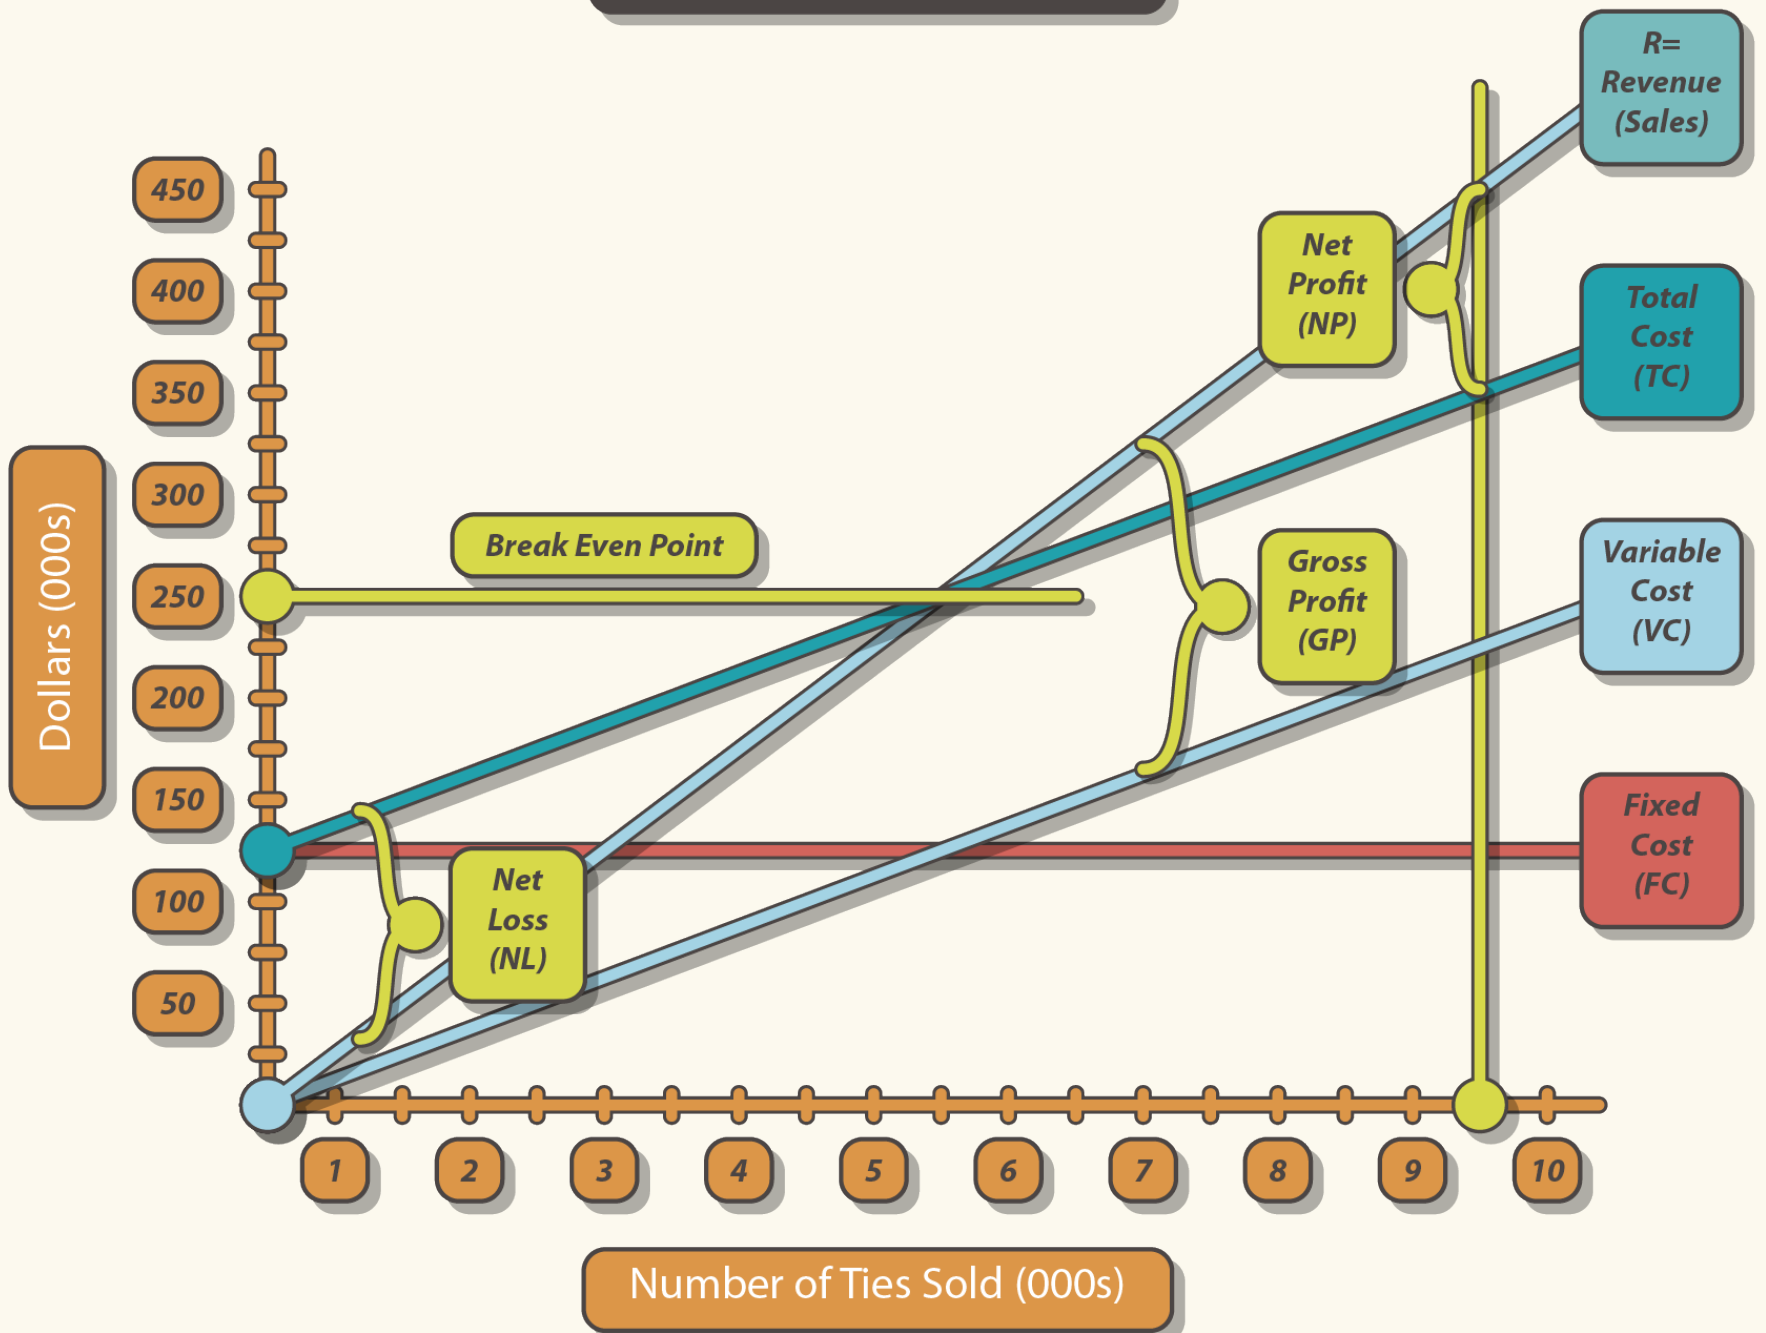 R=
Revenue
(Sales)
450
Net
Profit
(NP)
400
Total
Cost
(TC)
350
300
Break Even Point
Gross
Profit
(GP)
Variable
Cost
(VC)
250
Dollars (000s)
200
150
Fixed
Cost
(FC)
Net
Loss
(NL)
100
50
1 2 3 4 5 6 7 8 9 10
Number of Ties Sold (000s)